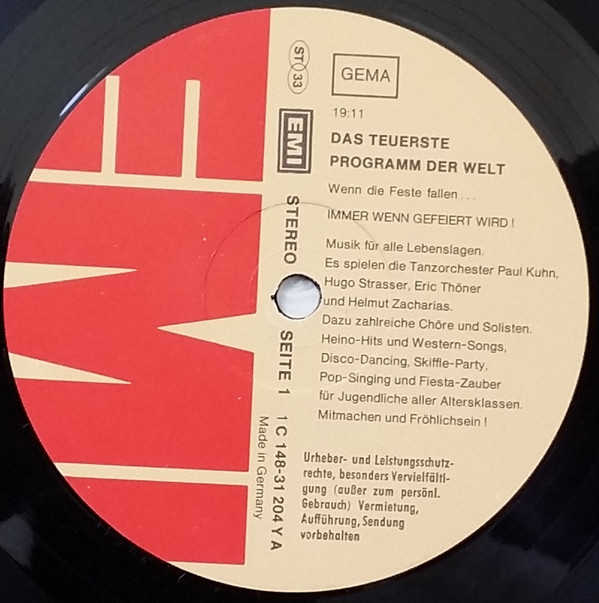 EMI
ST 33
GEMA
19:11
EMI
DAS TEUERSTE
PROGRAMM DER WELT
Wenn die Feste fallen...
IMMER WENN GEFEIERT WIRD!
Musik für alle Lebenslagen.
Es spielen die Tanzorchester Paul Kuhn,
Hugo Strasser, Eric Thöner
und Helmut Zacharias.
Dazu zahlreiche Chöre und Solisten.
Heino-Hits und Western-Songs,
Disco-Dancing, Skiffle-Party,
Pop-Singing und Fiesta-Zauber
für Jugendliche aller Altersklassen.
Mitmachen und Fröhlichsein!
Urheber- und Leistungsschutz-
rechte, besonders Vervielfälti-
gung (außer zum persönl.
Gebrauch) Vermietung,
Aufführung, Sendung
vorbehalten
STEREO SEITE 1 1 C 148-31 204 Y A
Made in Germany